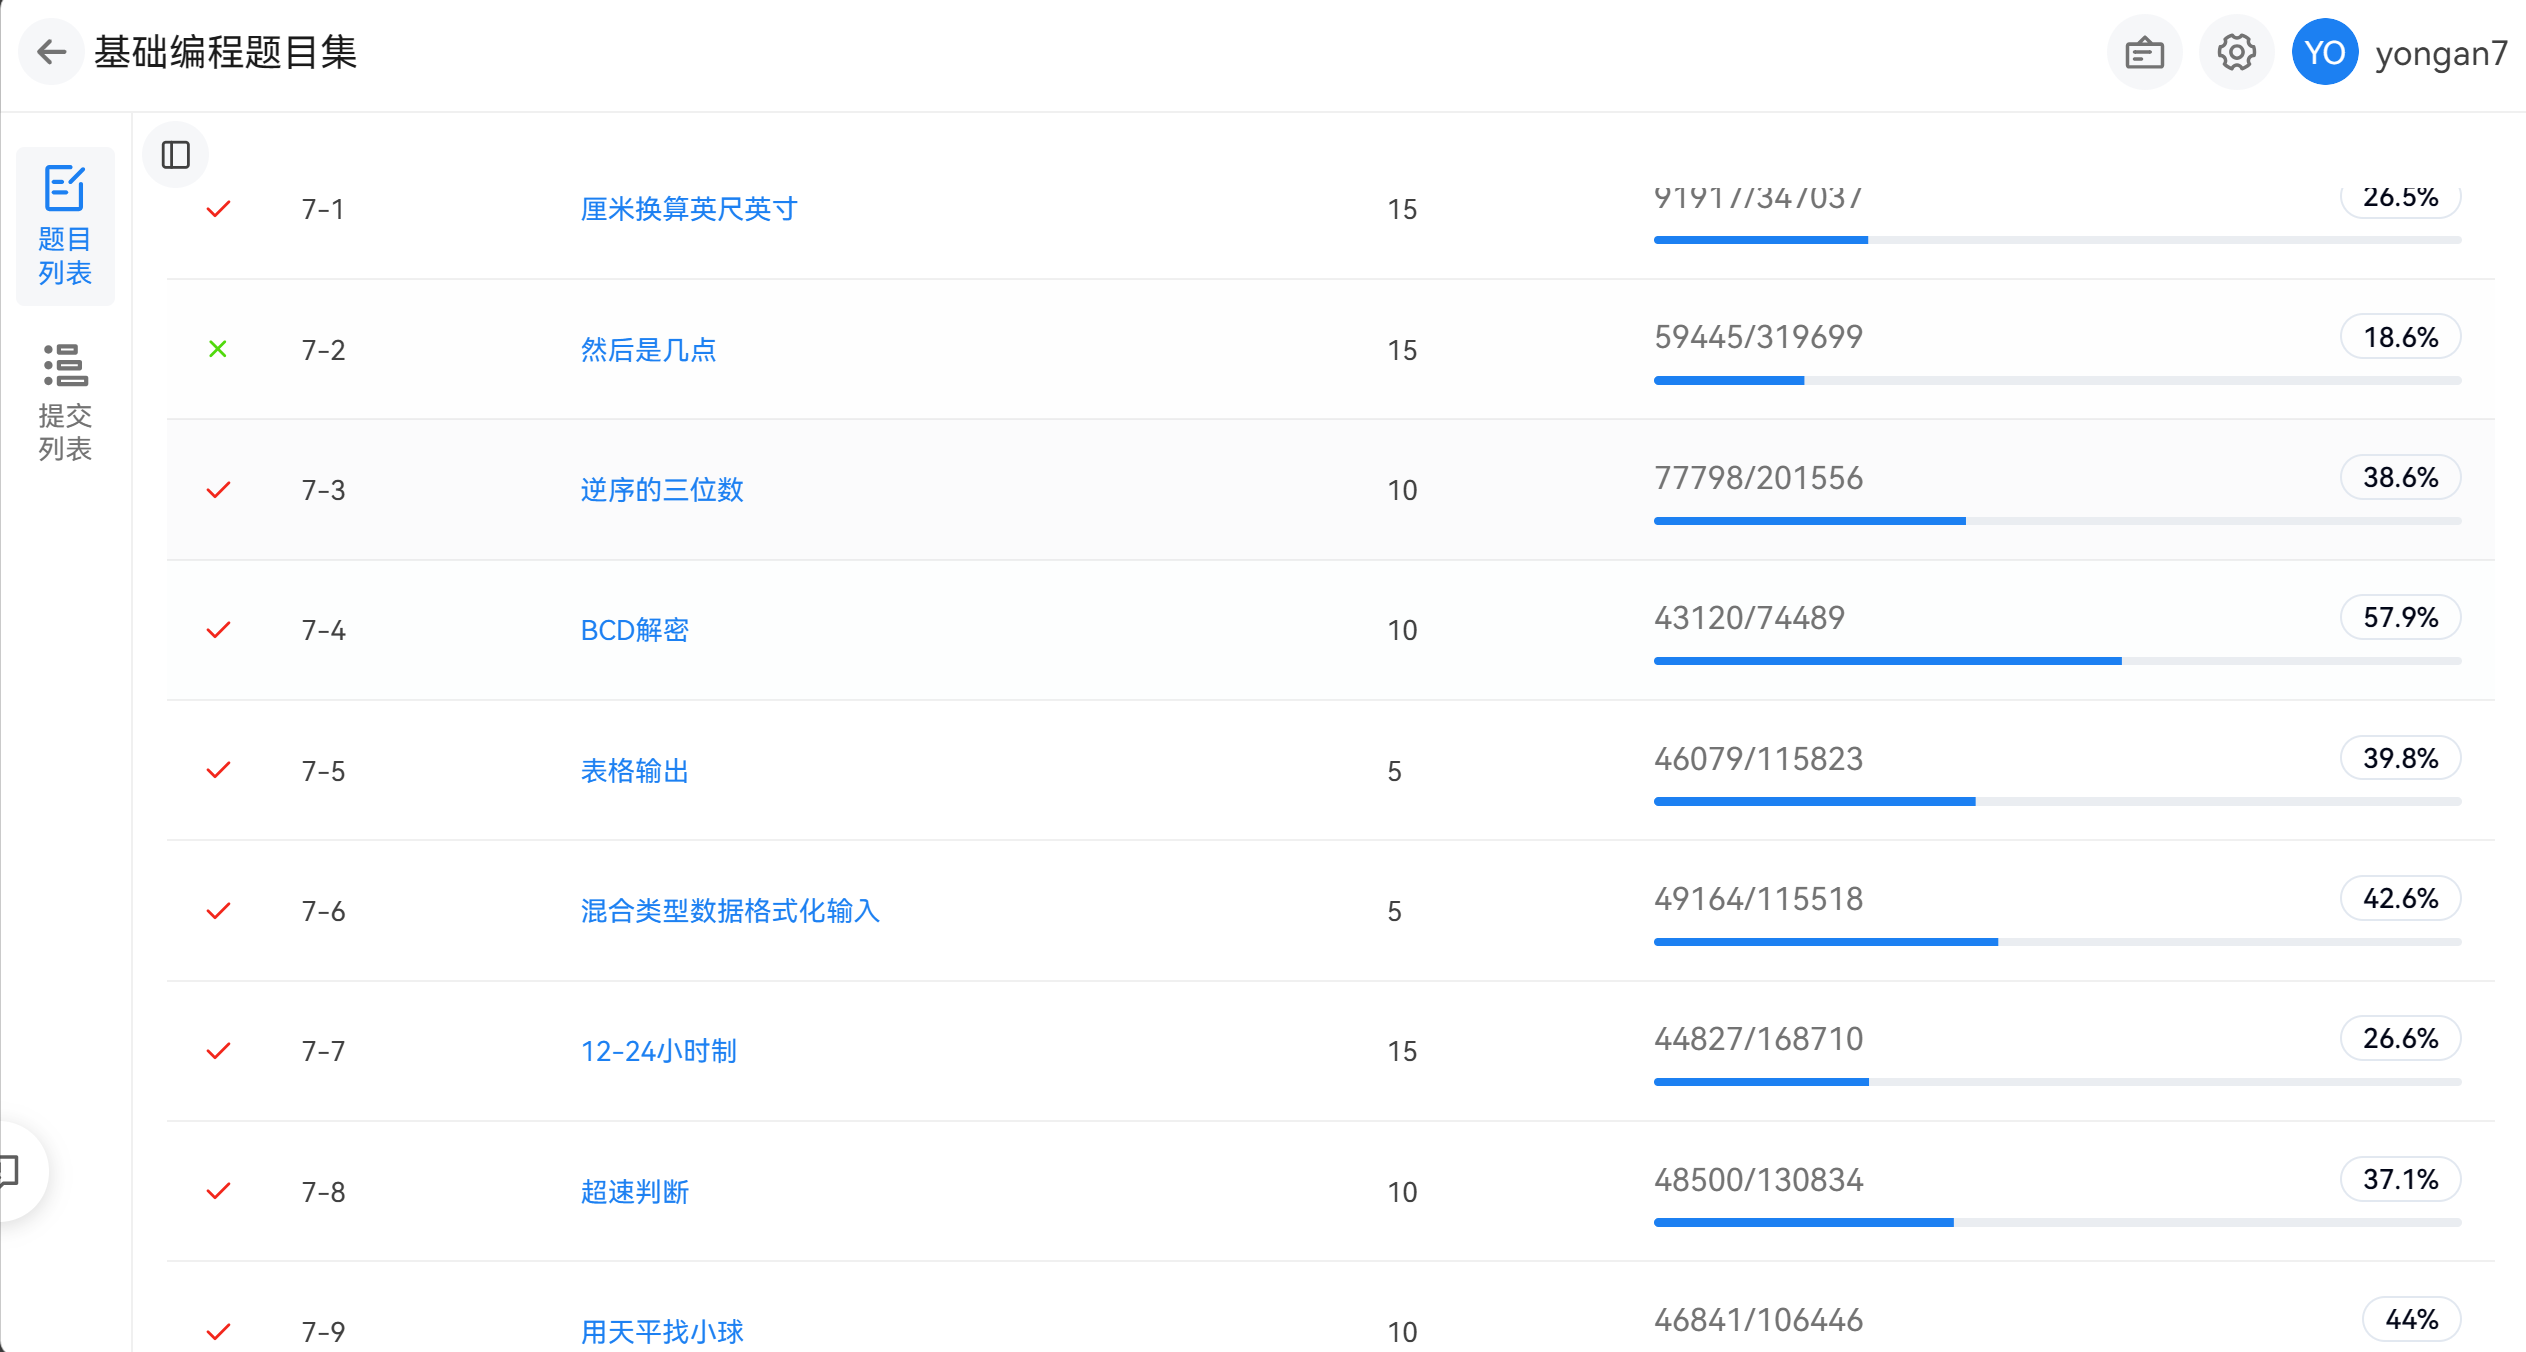 基础编程题目集
YO
yongan7
题目
列表
提交
列表
7-1 厘米换算英尺英寸 15 91917/347037 26.5%
7-2 然后是几点 15 59445/319699 18.6%
7-3 逆序的三位数 10 77798/201556 38.6%
7-4 BCD解密 10 43120/74489 57.9%
7-5 表格输出 5 46079/115823 39.8%
7-6 混合类型数据格式化输入 5 49164/115518 42.6%
7-7 12-24小时制 15 44827/168710 26.6%
7-8 超速判断 10 48500/130834 37.1%
7-9 用天平找小球 10 46841/106446 44%